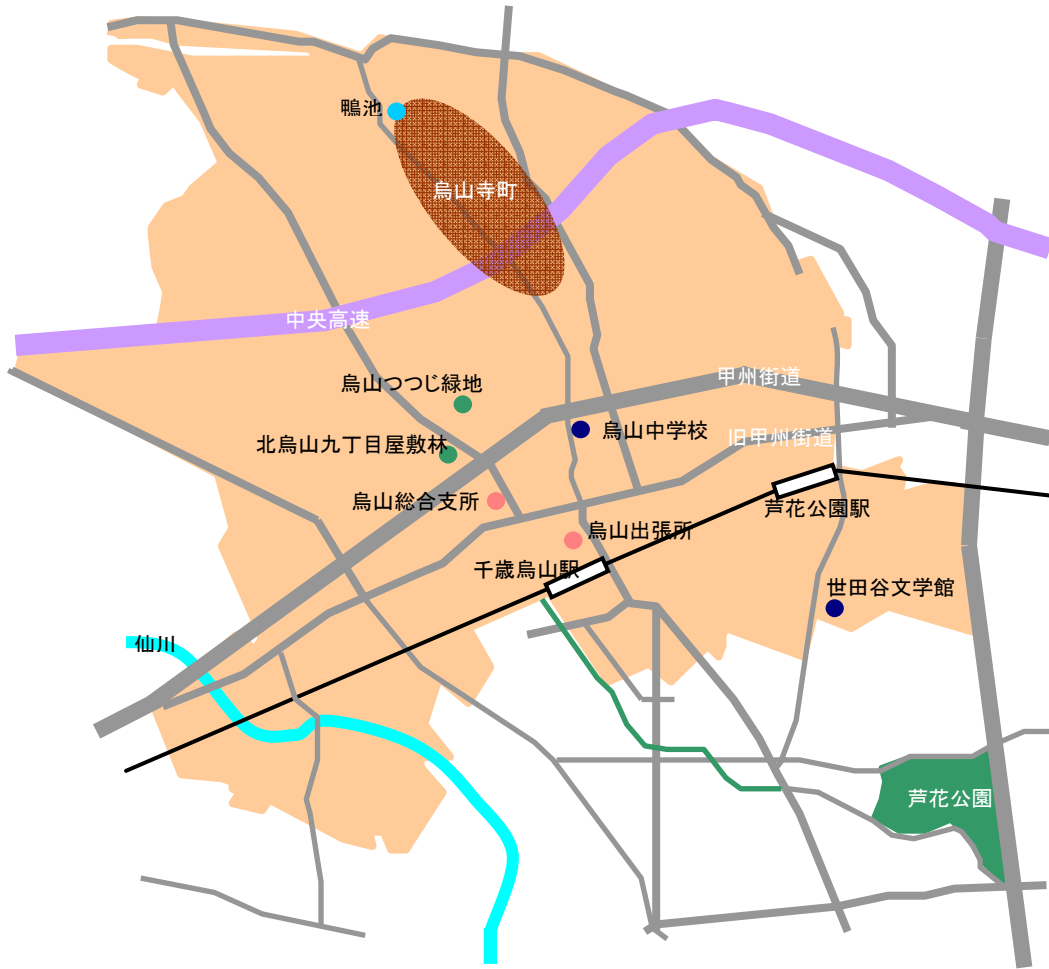 鴨池
烏山寺町
中央高速
烏山つつじ緑地
甲州街道
烏山中学校
旧甲州街道
北烏山九丁目屋敷林
烏山総合支所
芦花公園駅
烏山出張所
千歳烏山駅
世田谷文学館
仙川
芦花公園